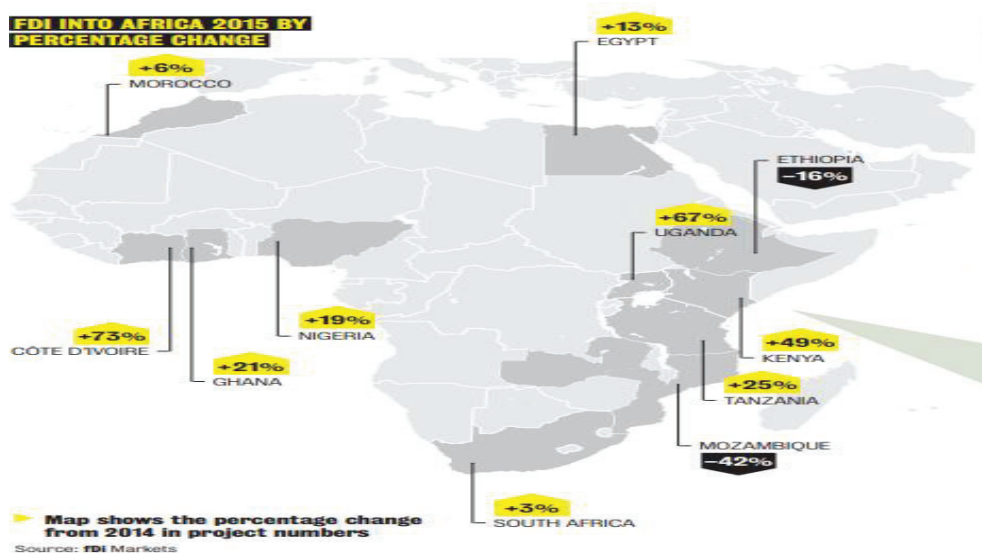 FDI INTO AFRICA 2015 BY
PERCENTAGE CHANGE
+13%
EGYPT
+6%
MOROCCO
ETHIOPIA
−16%
+67%
UGANDA
+19%
NIGERIA
+73%
CÔTE D'IVOIRE
+21%
GHANA
+49%
KENYA
+25%
TANZANIA
MOZAMBIQUE
−42%
+3%
SOUTH AFRICA
Map shows the percentage change
from 2014 in project numbers
Source: fDi Markets